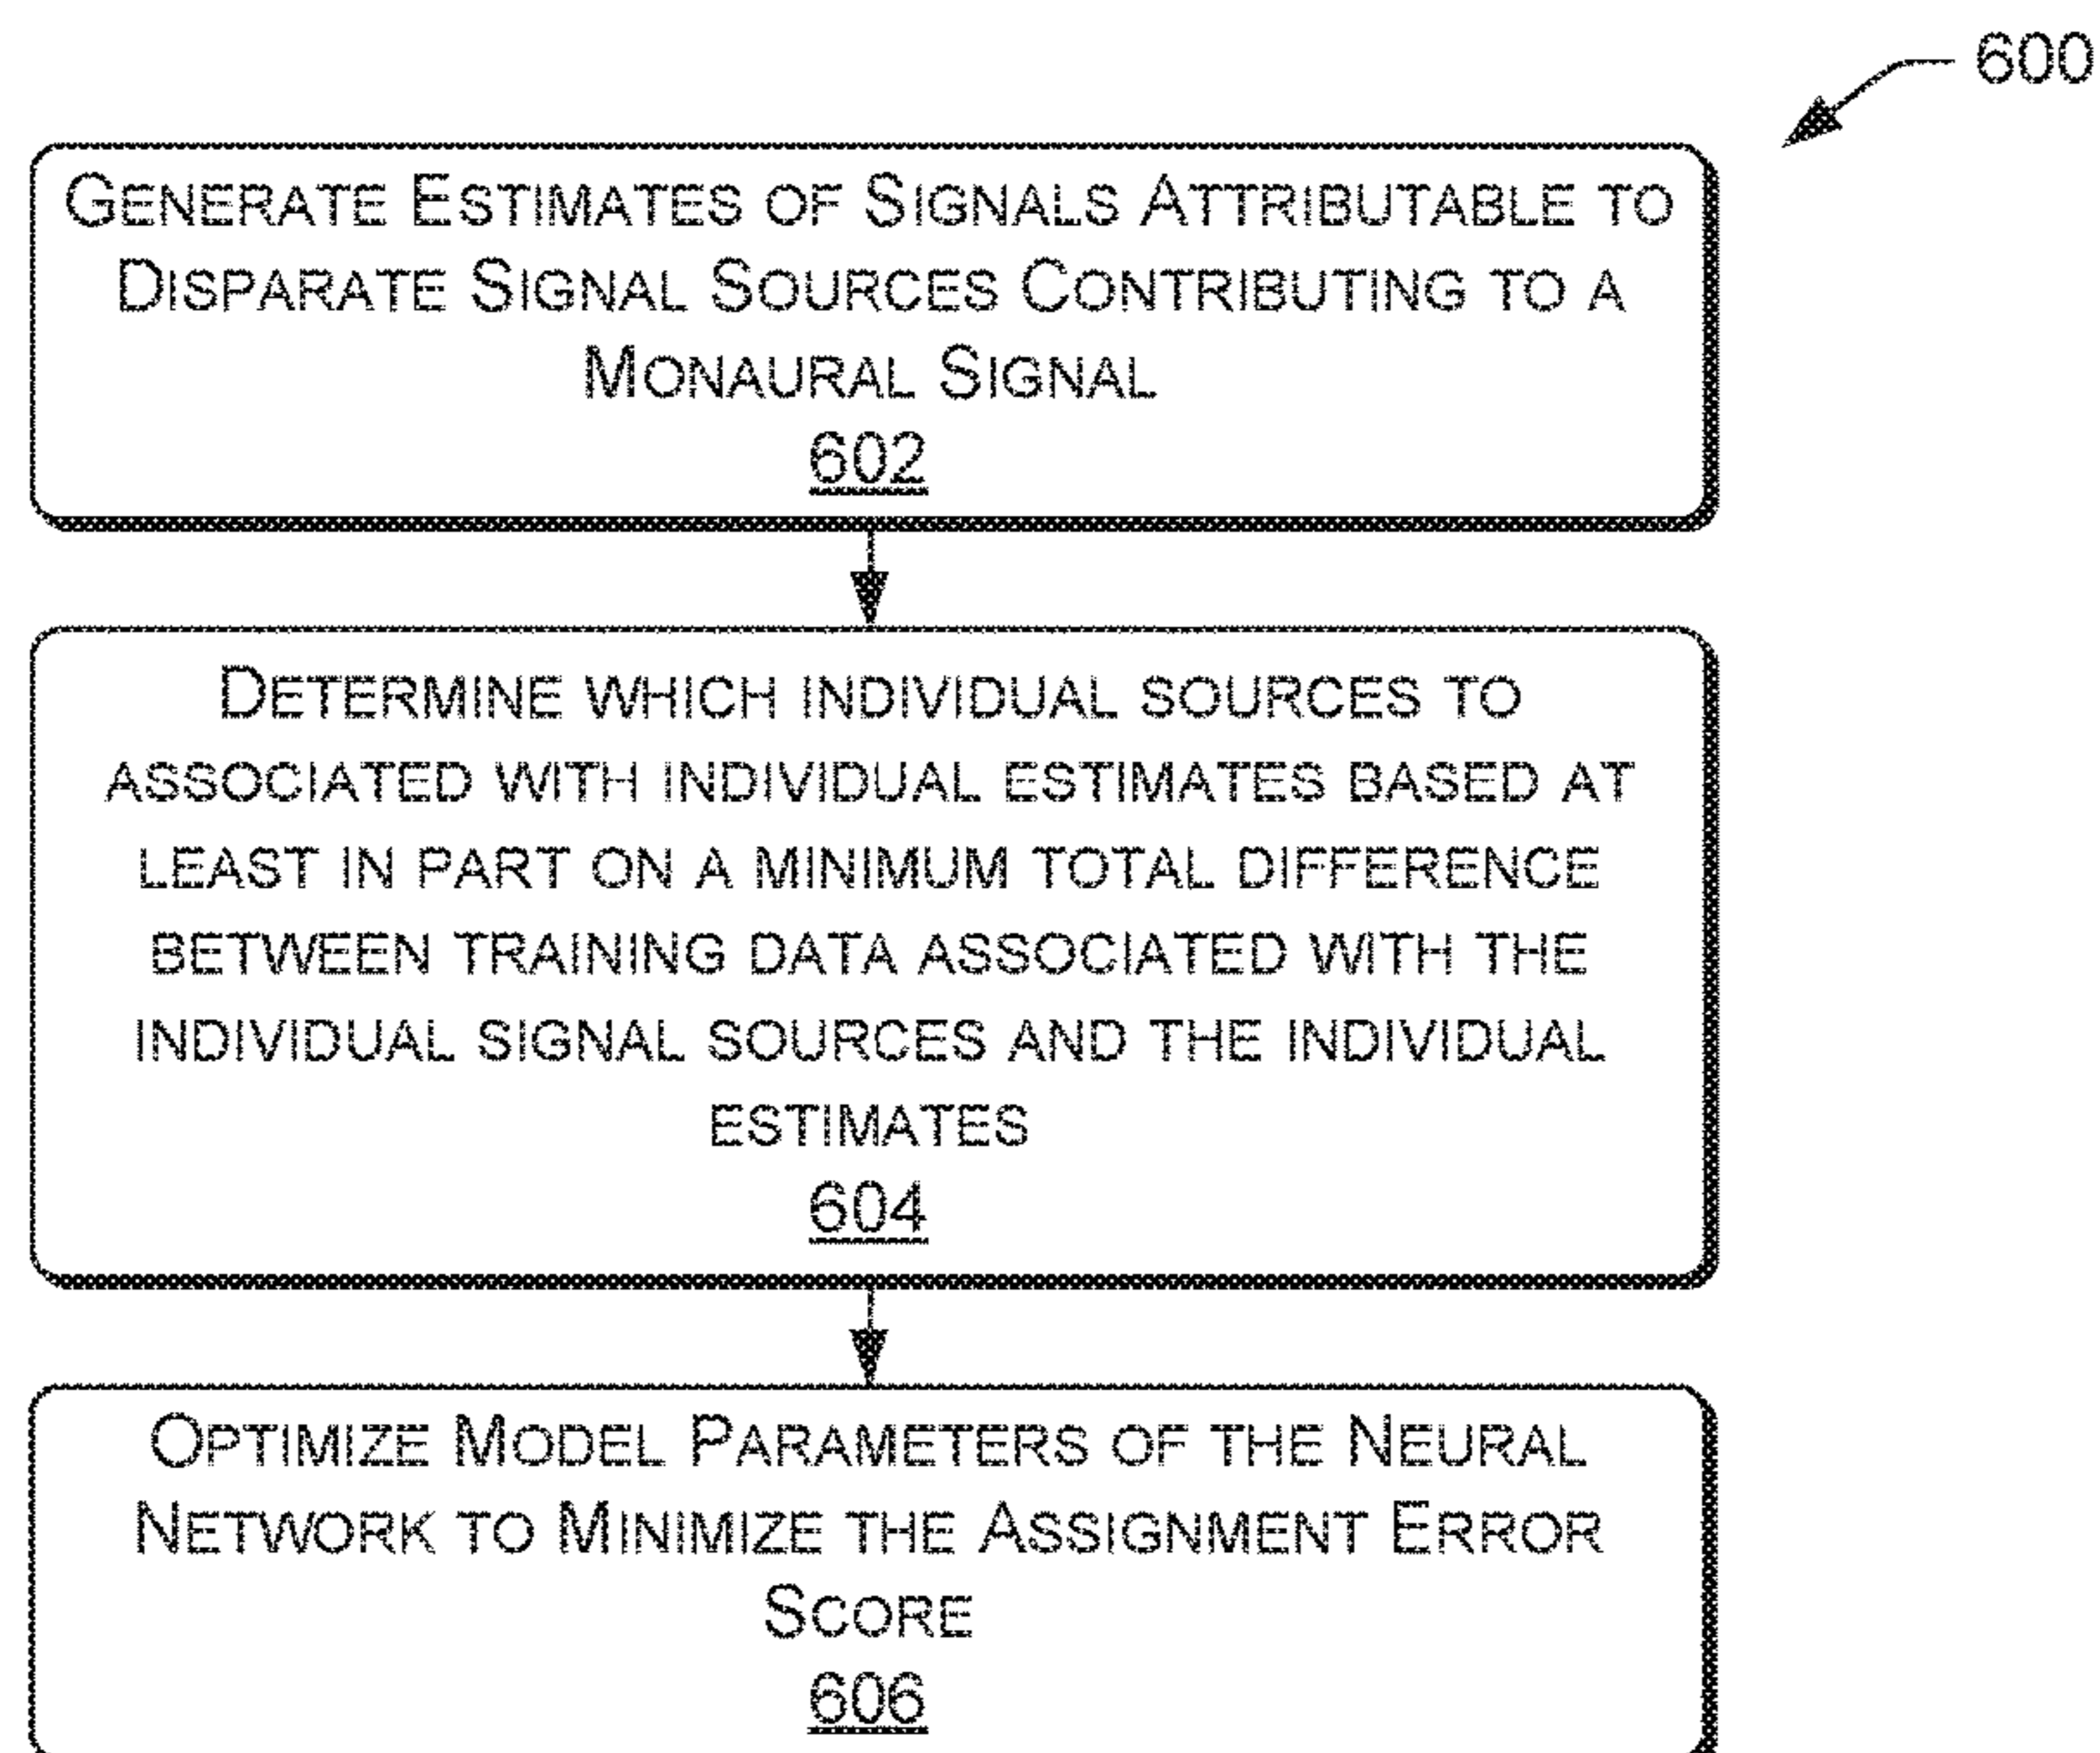 600
GENERATE ESTIMATES OF SIGNALS ATTRIBUTABLE TO
DISPARATE SIGNAL SOURCES CONTRIBUTING TO A
MONAURAL SIGNAL
602
DETERMINE WHICH INDIVIDUAL SOURCES TO
ASSOCIATED WITH INDIVIDUAL ESTIMATES BASED AT
LEAST IN PART ON A MINIMUM TOTAL DIFFERENCE
BETWEEN TRAINING DATA ASSOCIATED WITH THE
INDIVIDUAL SIGNAL SOURCES AND THE INDIVIDUAL
ESTIMATES
604
OPTIMIZE MODEL PARAMETERS OF THE NEURAL
NETWORK TO MINIMIZE THE ASSIGNMENT ERROR
SCORE
606